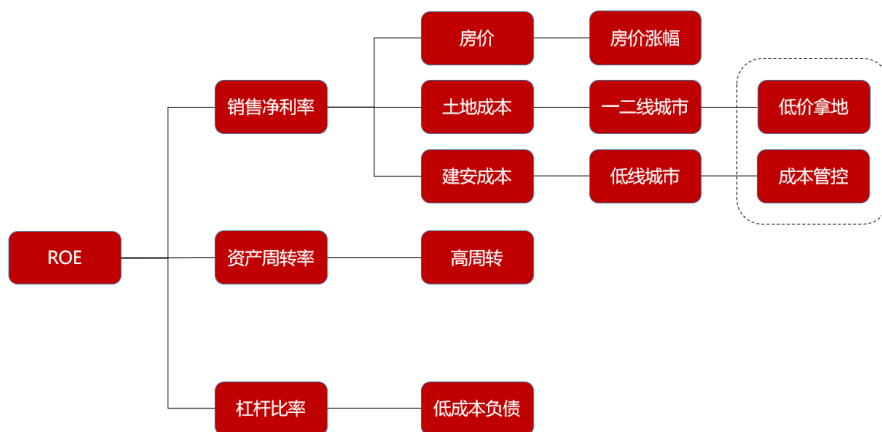 房价
房价涨幅
销售净利率
土地成本
一二线城市
低价拿地
建安成本
低线城市
成本管控
ROE
资产周转率
高周转
杠杆比率
低成本负债